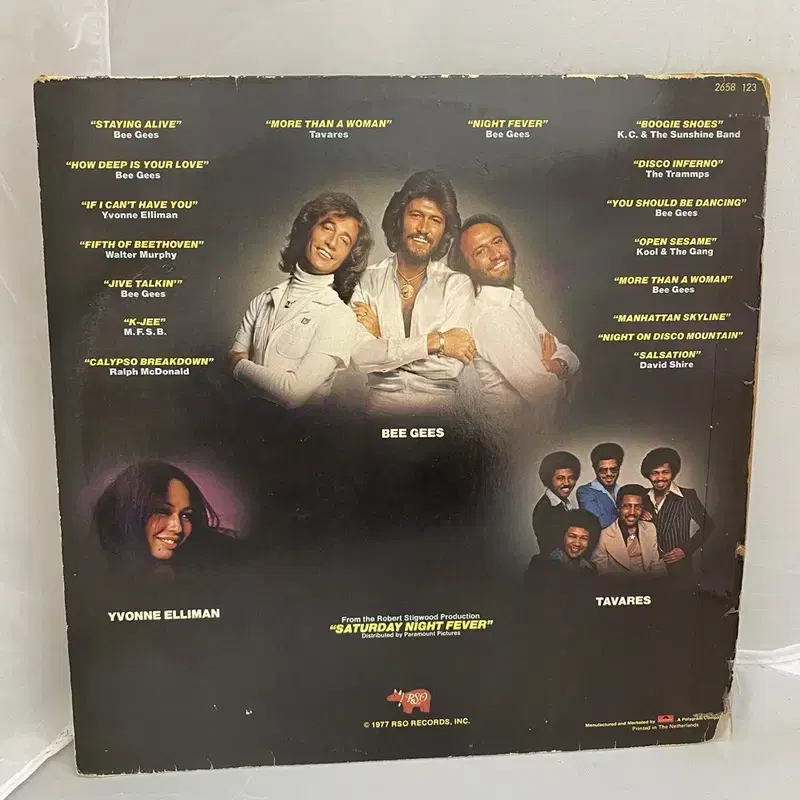 2658 123
"STAYING ALIVE"
Bee Gees
"HOW DEEP IS YOUR LOVE"
Bee Gees
"IF I CAN'T HAVE YOU"
Yvonne Elliman
"FIFTH OF BEETHOVEN"
Walter Murphy
"JIVE TALKIN'"
Bee Gees
"K-JEE"
M.F.S.B.
"CALYPSO BREAKDOWN"
Ralph McDonald
"MORE THAN A WOMAN"
Tavares
"NIGHT FEVER"
Bee Gees
"BOOGIE SHOES"
K.C. & The Sunshine Band
"DISCO INFERNO"
The Trammps
"YOU SHOULD BE DANCING"
Bee Gees
"OPEN SESAME"
Kool & The Gang
"MORE THAN A WOMAN"
Bee Gees
"MANHATTAN SKYLINE"
"NIGHT ON DISCO MOUNTAIN"
"SALSATION"
David Shire
BEE GEES
YVONNE ELLIMAN
TAVARES
From the Robert Stigwood Production
"SATURDAY NIGHT FEVER"
Distributed by Paramount Pictures
RSO
© 1977 RSO RECORDS, INC.
Manufactured and Marketed by
A Polygram
Printed in The Netherlands